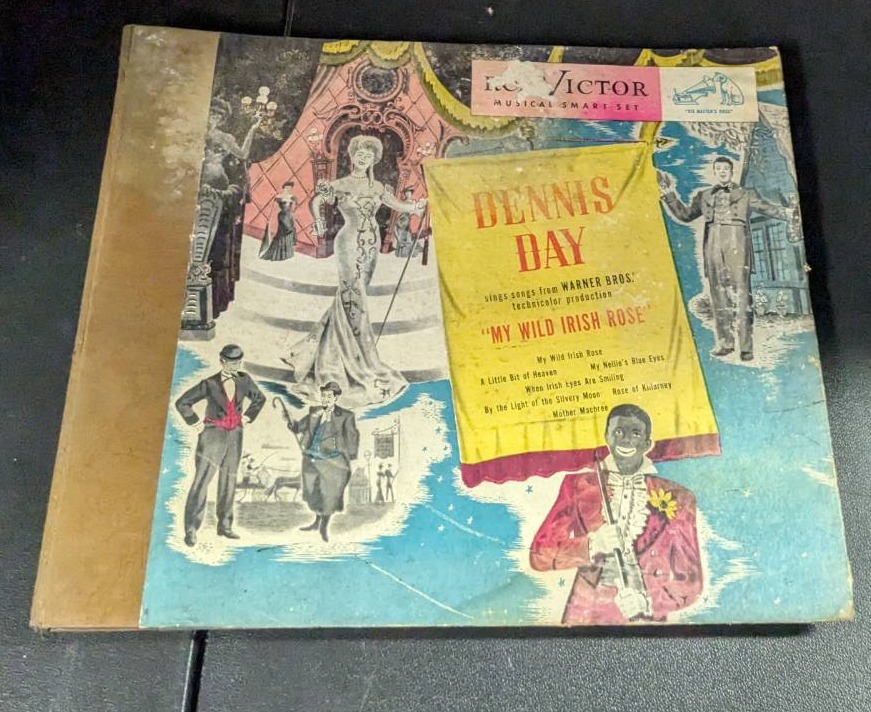 VICTOR
MUSICAL SMART SET
"HIS MASTER'S VOICE"
DENNIS
DAY
sings songs from WARNER BROS.'
technicolor production
"MY WILD IRISH ROSE"
My Wild Irish Rose
A Little Bit of Heaven My Nellie's Blue Eyes
When Irish Eyes Are Smiling
By the Light of the Silvery Moon Rose of Killarney
Mother Machree